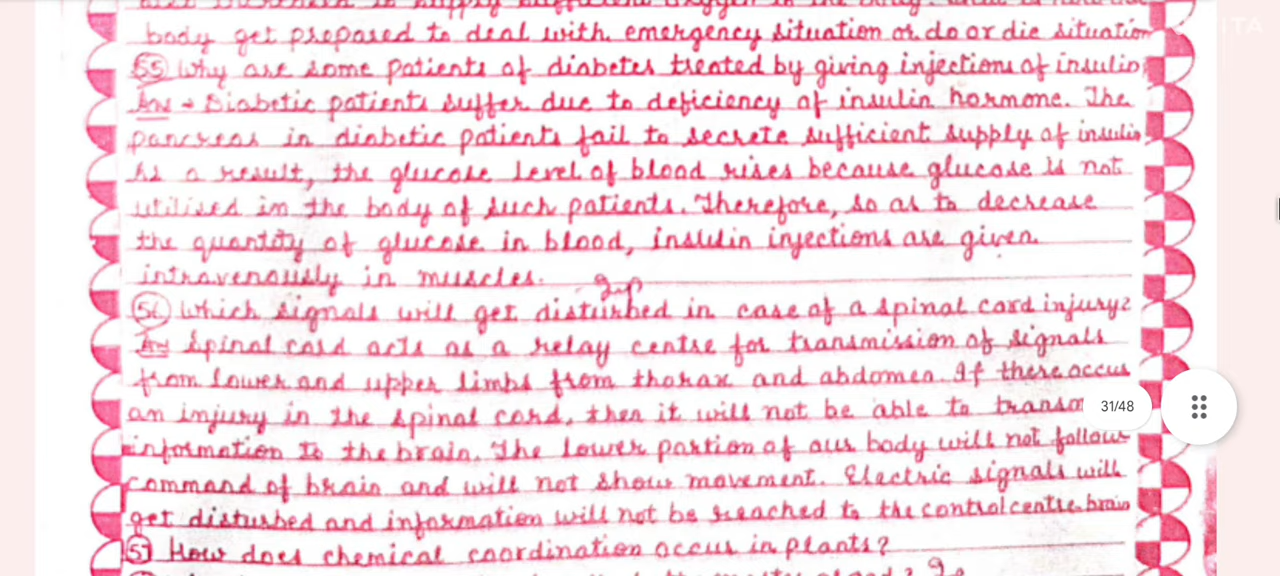 body get prepared to deal with emergency situation or do or die situation
55 Why are some patients of diabetes treated by giving injections of insulin
Ans → Diabetic patients suffer due to deficiency of insulin hormone. The
pancreas in diabetic patients fail to secrete sufficient supply of insulin
As a result, the glucose level of blood rises because glucose is not
utilised in the body of such patients. Therefore, so as to decrease
the quantity of glucose in blood, insulin injections are given
intravenously in muscles.
Imp
56 Which signals will get disturbed in case of a spinal cord injury?
Ans Spinal cord acts as a relay centre for transmission of signals
from lower and upper limbs from thorax and abdomen. If there occur
an injury in the spinal cord, then it will not be able to transm
31/48
information to the brain. The lower portion of our body will not follow
command of brain and will not show movement. Electric signals will
get disturbed and information will not be reached to the control centre brain
57 How does chemical coordination occur in plants?